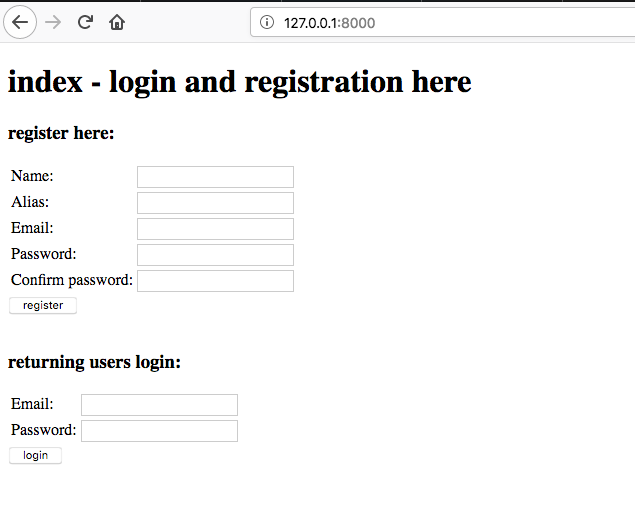 127.0.0.1:8000
index - login and registration here
register here:
Name:
Alias:
Email:
Password:
Confirm password:
register
returning users login:
Email:
Password:
login